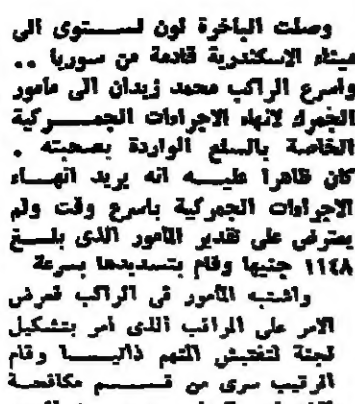 وصلت الباخرة لون لستوى الى
ميناء الاسكندرية قادمة من سوريا ..
واسرع الراكب محمد زيدان الى مأمور
الجمرك لانهاء الاجراءات الجمركية
الخاصة بالسلع الواردة بصحبته .
كان ظاهرا عليه انه يريد انهاء
الاجراءات الجمركية باسرع وقت ولم
يعترض على تقدير المأمور الذى بلغ
١١٤٨ جنيها وقام بتسديدها بسرعة
واشتبه المأمور فى الراكب فعرض
الامر على المراقب الذى امر بتشكيل
لجنة لتفتيش المتهم ذاتيا وقام
الرقيب سرى من قسم مكافحة